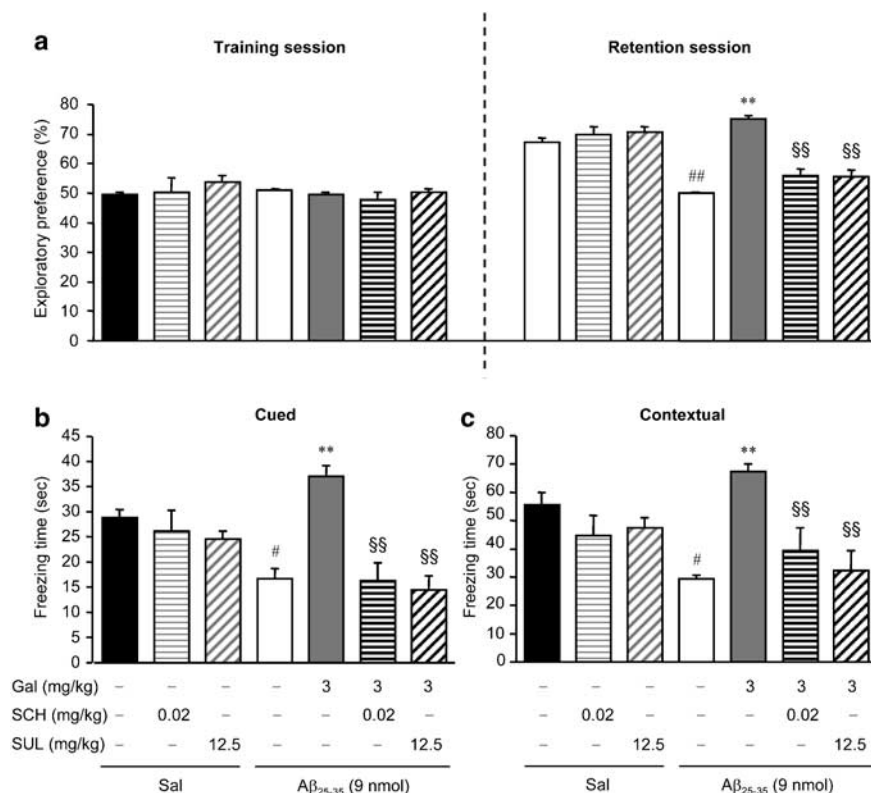 a
Training session
Retention session
Exploratory preference (%)
80
70
60
50
40
30
20
10
0
##
**
§§
§§
b
Cued
Freezing time (sec)
45
40
35
30
25
20
15
10
5
0
#
**
§§
§§
c
Contextual
Freezing time (sec)
80
70
60
50
40
30
20
10
0
#
**
§§
§§
Gal (mg/kg) – – – – 3 3 3 – – – – 3 3 3
SCH (mg/kg) – 0.02 – – – 0.02 – – 0.02 – – – 0.02 –
SUL (mg/kg) – – 12.5 – – – 12.5 – – 12.5 – – – 12.5
Sal Aβ25-35 (9 nmol) Sal Aβ25-35 (9 nmol)